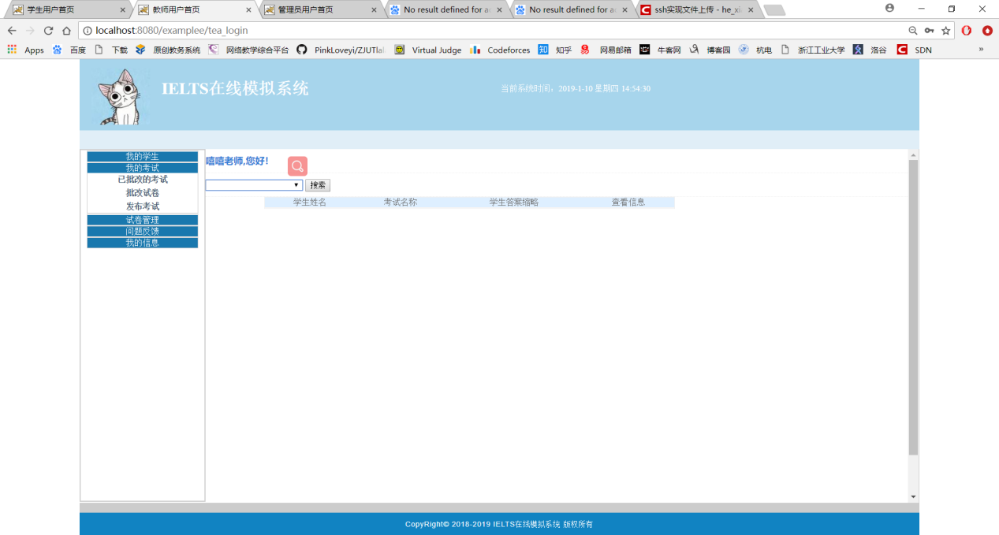 学生用户首页 教师用户首页 管理员用户首页 No result defined for ac No result defined for ac ssh实现文件上传 - he_xi
localhost:8080/examplee/tea_login
Apps 百度 下载 原创教务系统 网络教学综合平台 PinkLoveyi/ZJUTla Virtual Judge Codeforces 知乎 网易邮箱 牛客网 博客园 杭电 浙江工业大学 洛谷 SDN »
IELTS在线模拟系统
当前系统时间：2019-1-10 星期四 14:54:30
我的学生
我的考试
已批改的考试
批改试卷
发布考试
试卷管理
问题反馈
我的信息
嘻嘻老师,您好！
搜索
学生姓名 考试名称 学生答案缩略 查看信息
CopyRight© 2018-2019 IELTS在线模拟系统 版权所有